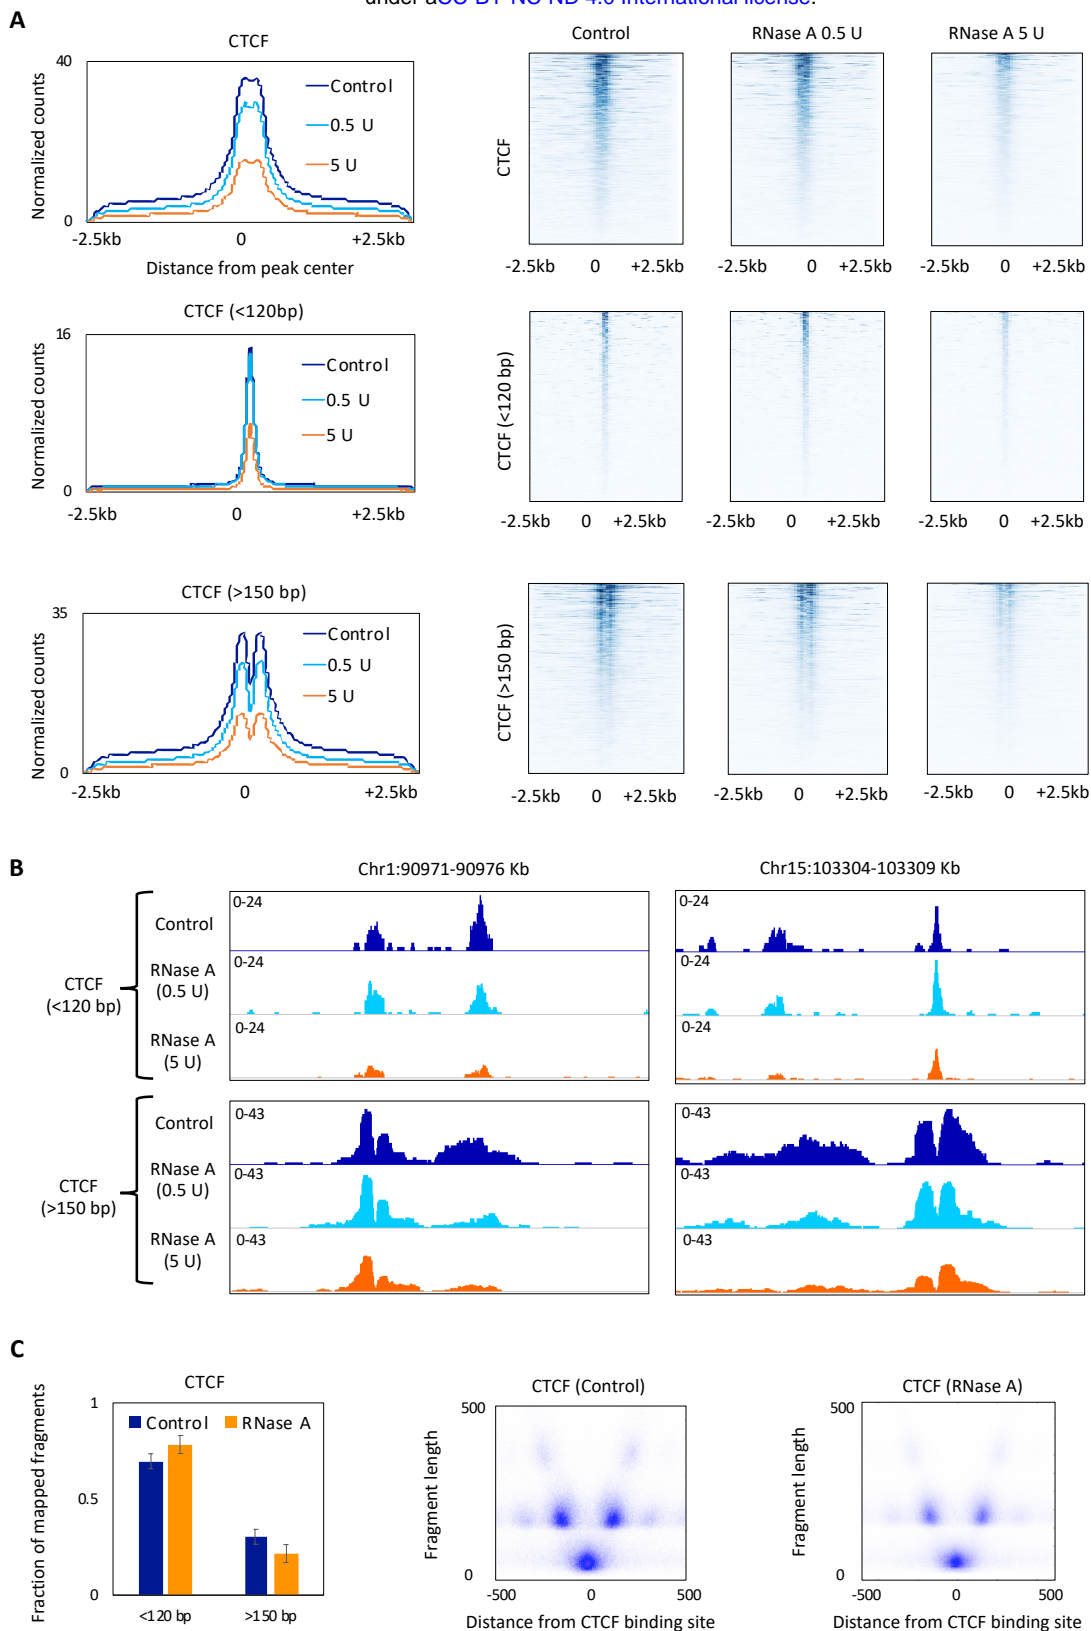 under aCC-BY-NC-ND 4.0 International license.
A
CTCF
40
Control
0.5 U
5 U
Normalized counts
0
-2.5kb 0 +2.5kb
Distance from peak center
Control RNase A 0.5 U RNase A 5 U
CTCF
-2.5kb 0 +2.5kb -2.5kb 0 +2.5kb -2.5kb 0 +2.5kb
CTCF (<120bp)
16
Control
0.5 U
5 U
Normalized counts
0
-2.5kb 0 +2.5kb
CTCF (<120 bp)
-2.5kb 0 +2.5kb -2.5kb 0 +2.5kb -2.5kb 0 +2.5kb
CTCF (>150 bp)
35
Control
0.5 U
5 U
Normalized counts
0
-2.5kb 0 +2.5kb
CTCF (>150 bp)
-2.5kb 0 +2.5kb -2.5kb 0 +2.5kb -2.5kb 0 +2.5kb
B
Chr1:90971-90976 Kb Chr15:103304-103309 Kb
CTCF
(<120 bp)
Control
0-24 0-24
RNase A
(0.5 U)
0-24 0-24
RNase A
(5 U)
0-24 0-24
CTCF
(>150 bp)
Control
0-43 0-43
RNase A
(0.5 U)
0-43 0-43
RNase A
(5 U)
0-43 0-43
C
CTCF
1
Control RNase A
0.5
0
Fraction of mapped fragments
<120 bp >150 bp
CTCF (Control)
500
Fragment length
0
-500 0 500
Distance from CTCF binding site
CTCF (RNase A)
500
Fragment length
0
-500 0 500
Distance from CTCF binding site